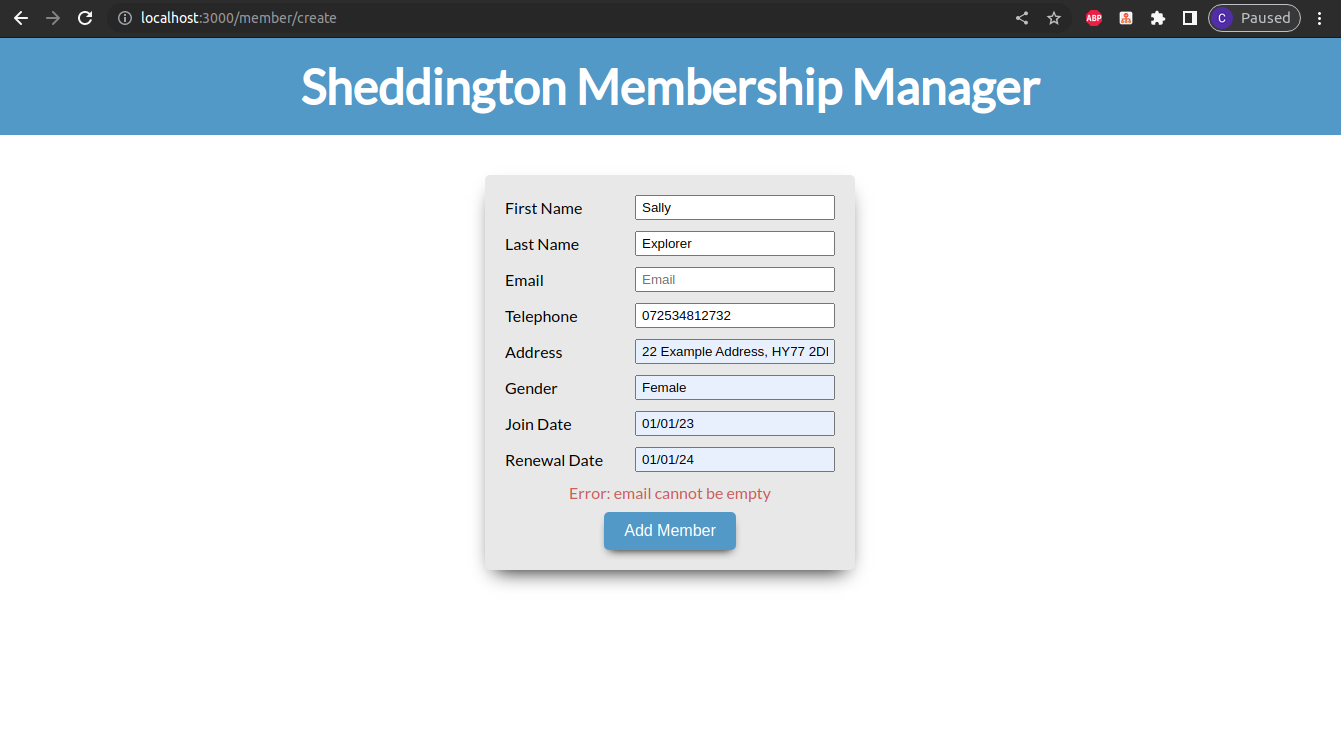 localhost:3000/member/create
ABP
C Paused
Sheddington Membership Manager
First Name Sally
Last Name Explorer
Email Email
Telephone 072534812732
Address 22 Example Address, HY77
Gender Female
Join Date 01/01/23
Renewal Date 01/01/24
Error: email cannot be empty
Add Member